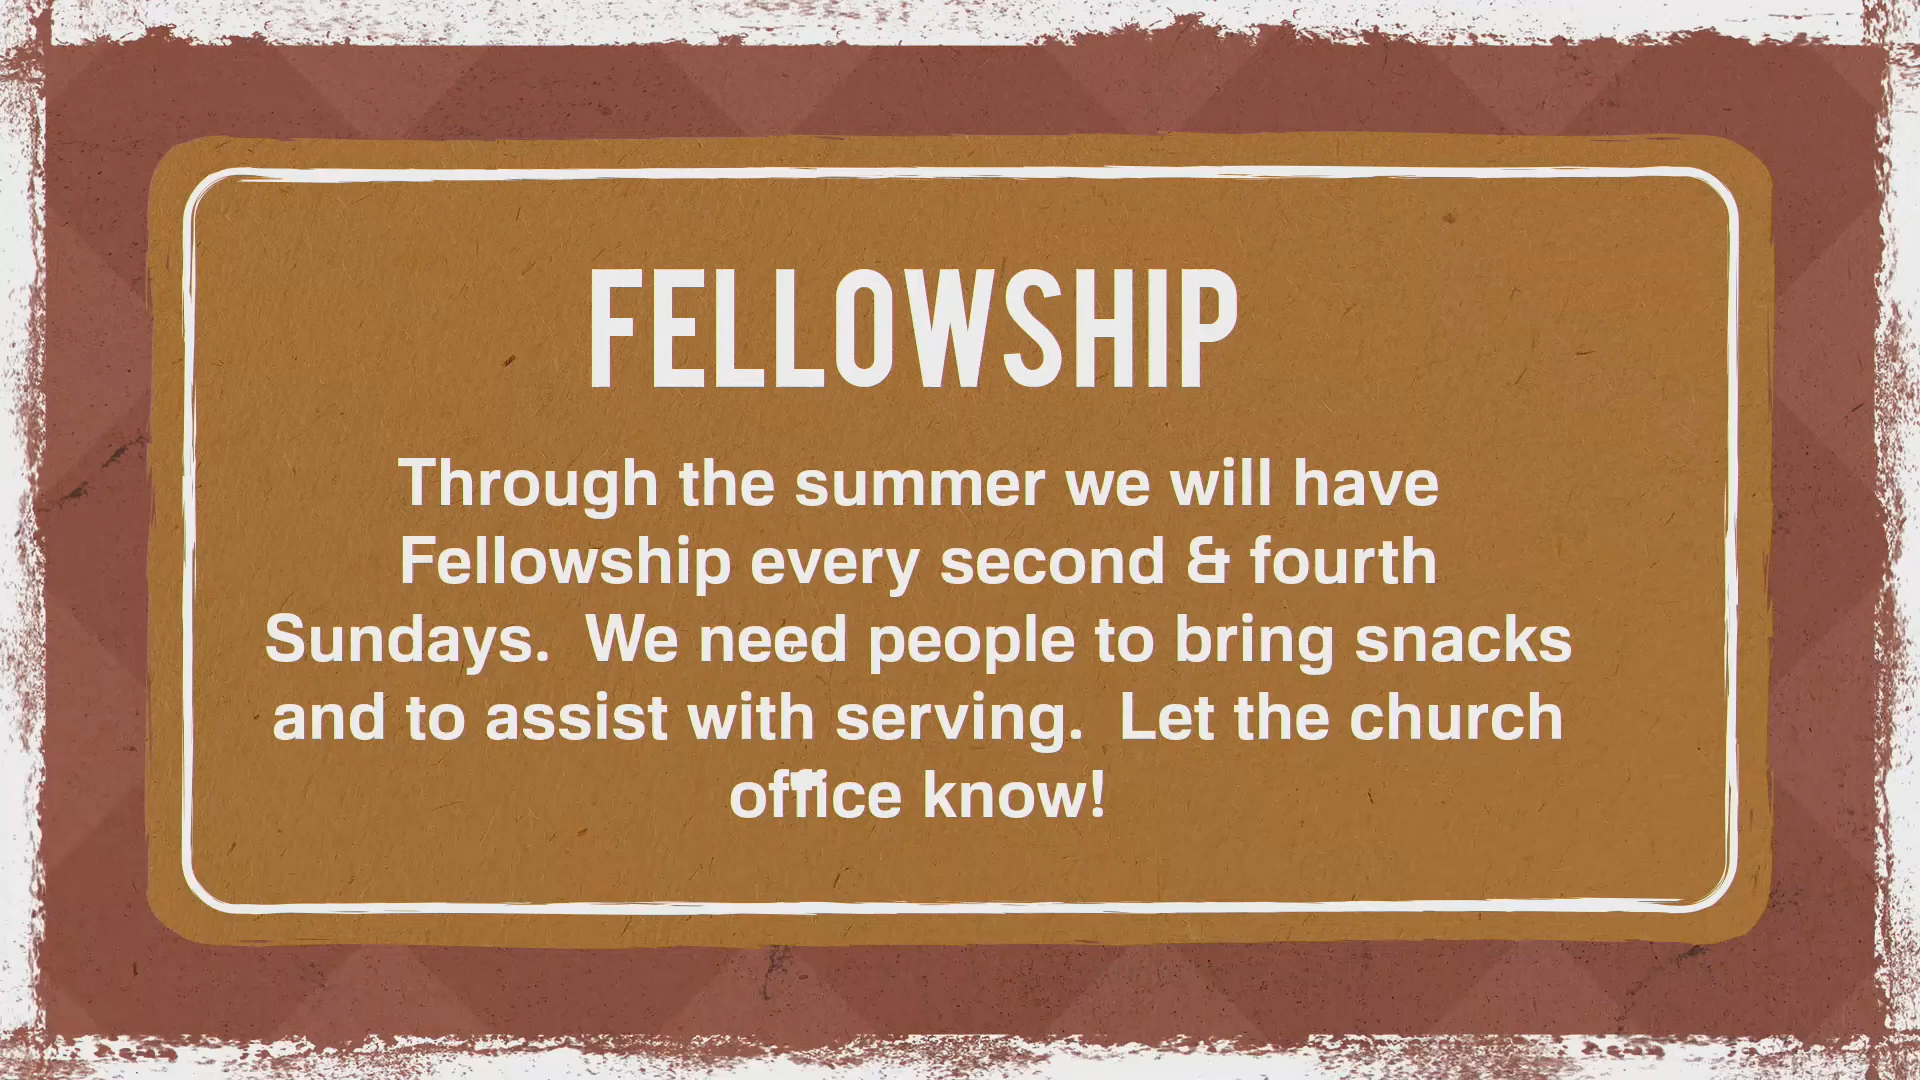 FELLOWSHIP
Through the summer we will have
Fellowship every second & fourth
Sundays.  We need people to bring snacks
and to assist with serving.  Let the church
office know!